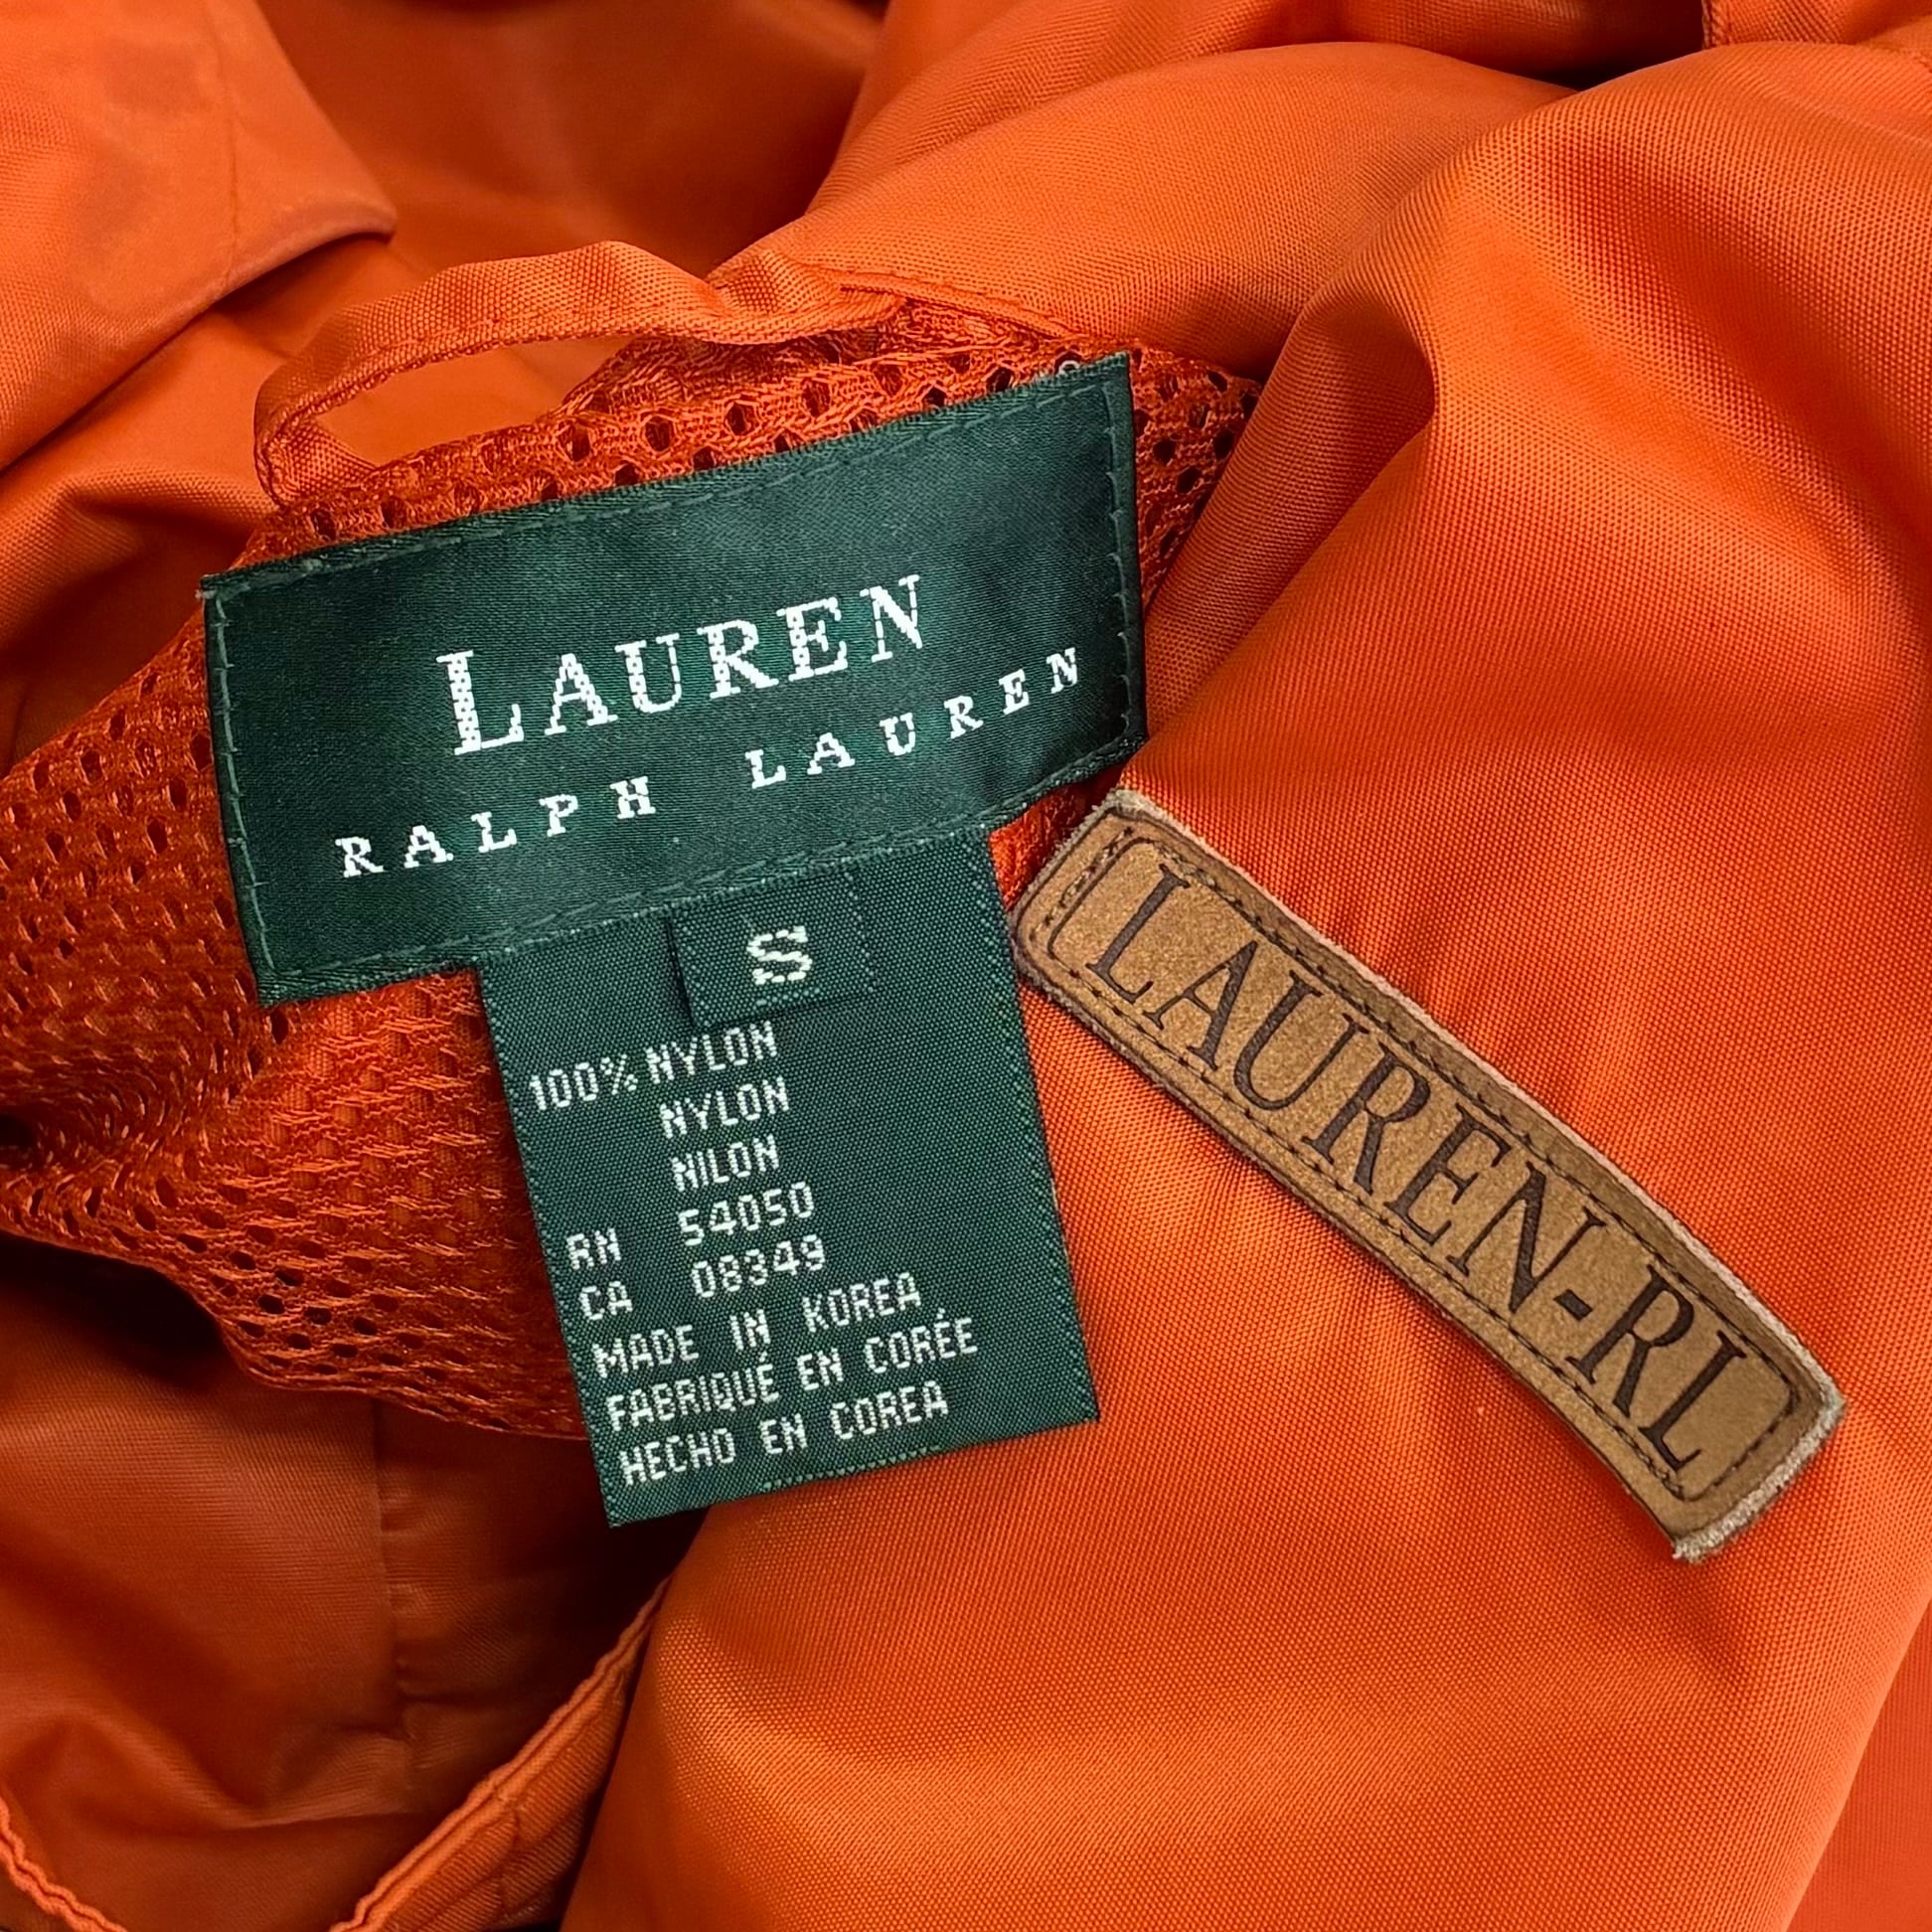 LAUREN
RALPH LAUREN
S
100% NYLON
NYLON
NILON
RN 54050
CA 08349
MADE IN KOREA
FABRIQUÉ EN CORÉE
HECHO EN COREA
LAUREN-RL